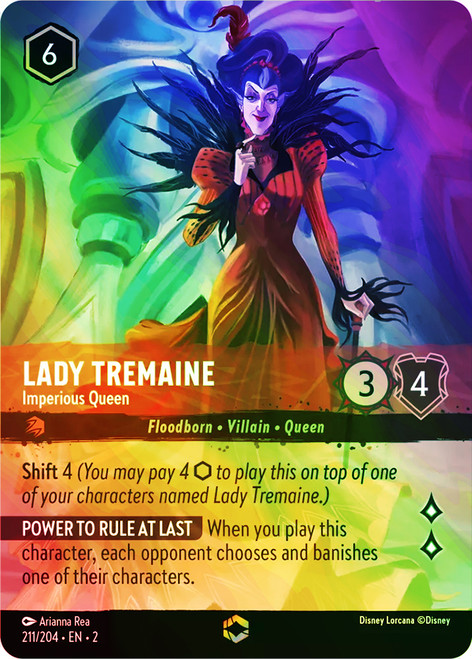 6
LADY TREMAINE
Imperious Queen
3
4
Floodborn • Villain • Queen
Shift 4 (You may pay 4 ⬡ to play this on top of one
of your characters named Lady Tremaine.)
POWER TO RULE AT LAST When you play this
character, each opponent chooses and banishes
one of their characters.
Arianna Rea
Disney Lorcana ©Disney
211/204 • EN • 2